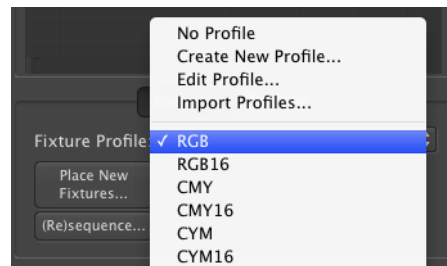 No Profile
Create New Profile...
Edit Profile...
Import Profiles...
Fixture Profile
✓ RGB
RGB16
CMY
CMY16
CYM
CYM16
Place New
Fixtures...
(Re)sequence...